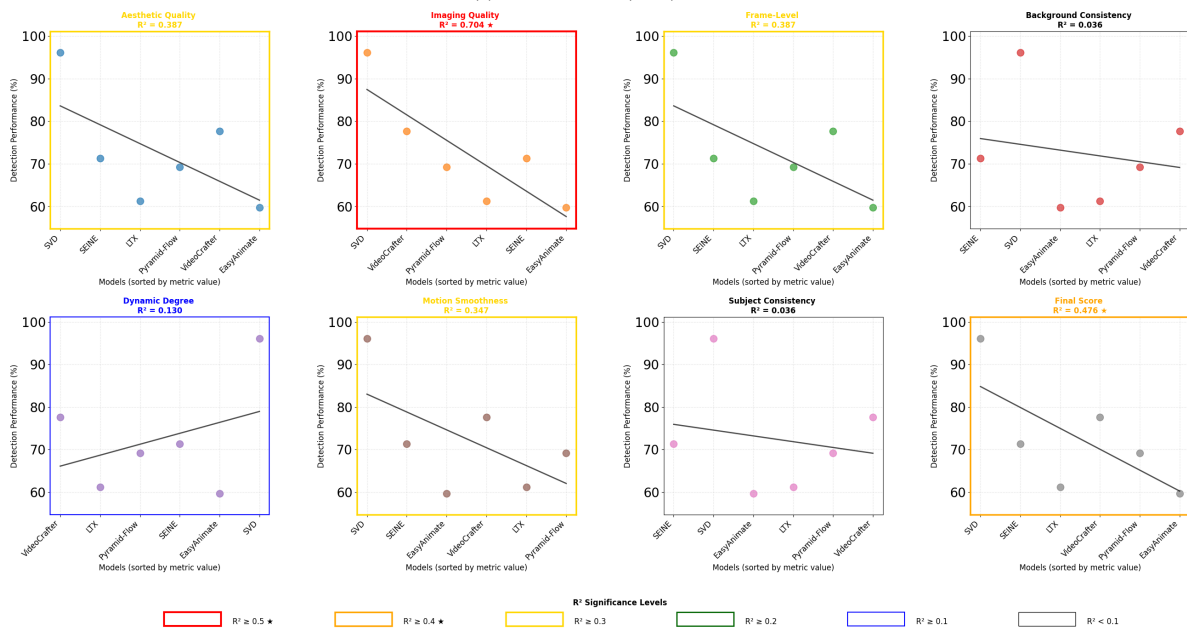 Aesthetic Quality
R² = 0.387
100
90
80
70
60
Detection Performance (%)
SVD
SEINE
LTX
Pyramid-Flow
VideoCrafter
EasyAnimate
Models (sorted by metric value)
Imaging Quality
R² = 0.704 ★
100
90
80
70
60
Detection Performance (%)
SVD
VideoCrafter
Pyramid-Flow
LTX
SEINE
EasyAnimate
Models (sorted by metric value)
Frame-Level
R² = 0.387
100
90
80
70
60
Detection Performance (%)
SVD
SEINE
LTX
Pyramid-Flow
VideoCrafter
EasyAnimate
Models (sorted by metric value)
Background Consistency
R² = 0.036
100
90
80
70
60
Detection Performance (%)
SEINE
SVD
EasyAnimate
LTX
Pyramid-Flow
VideoCrafter
Models (sorted by metric value)
Dynamic Degree
R² = 0.130
100
90
80
70
60
Detection Performance (%)
VideoCrafter
LTX
Pyramid-Flow
SEINE
EasyAnimate
SVD
Models (sorted by metric value)
Motion Smoothness
R² = 0.347
100
90
80
70
60
Detection Performance (%)
SVD
SEINE
EasyAnimate
VideoCrafter
LTX
Pyramid-Flow
Models (sorted by metric value)
Subject Consistency
R² = 0.036
100
90
80
70
60
Detection Performance (%)
SEINE
SVD
EasyAnimate
LTX
Pyramid-Flow
VideoCrafter
Models (sorted by metric value)
Final Score
R² = 0.476 ★
100
90
80
70
60
Detection Performance (%)
SVD
SEINE
LTX
VideoCrafter
Pyramid-Flow
EasyAnimate
Models (sorted by metric value)
R² Significance Levels
R² ≥ 0.5 ★
R² ≥ 0.4 ★
R² ≥ 0.3
R² ≥ 0.2
R² ≥ 0.1
R² < 0.1